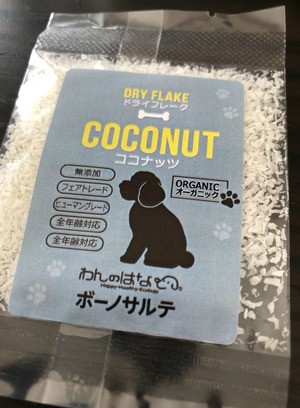 DRY FLAKE
ドライフレーク
COCONUT
ココナッツ
無添加
フェアトレード
ヒューマングレード
全年齢対応
全年齢対応
ORGANIC
オーガニック
わんのはな
Happy・Healthy・Ecology
ボーノサルテ